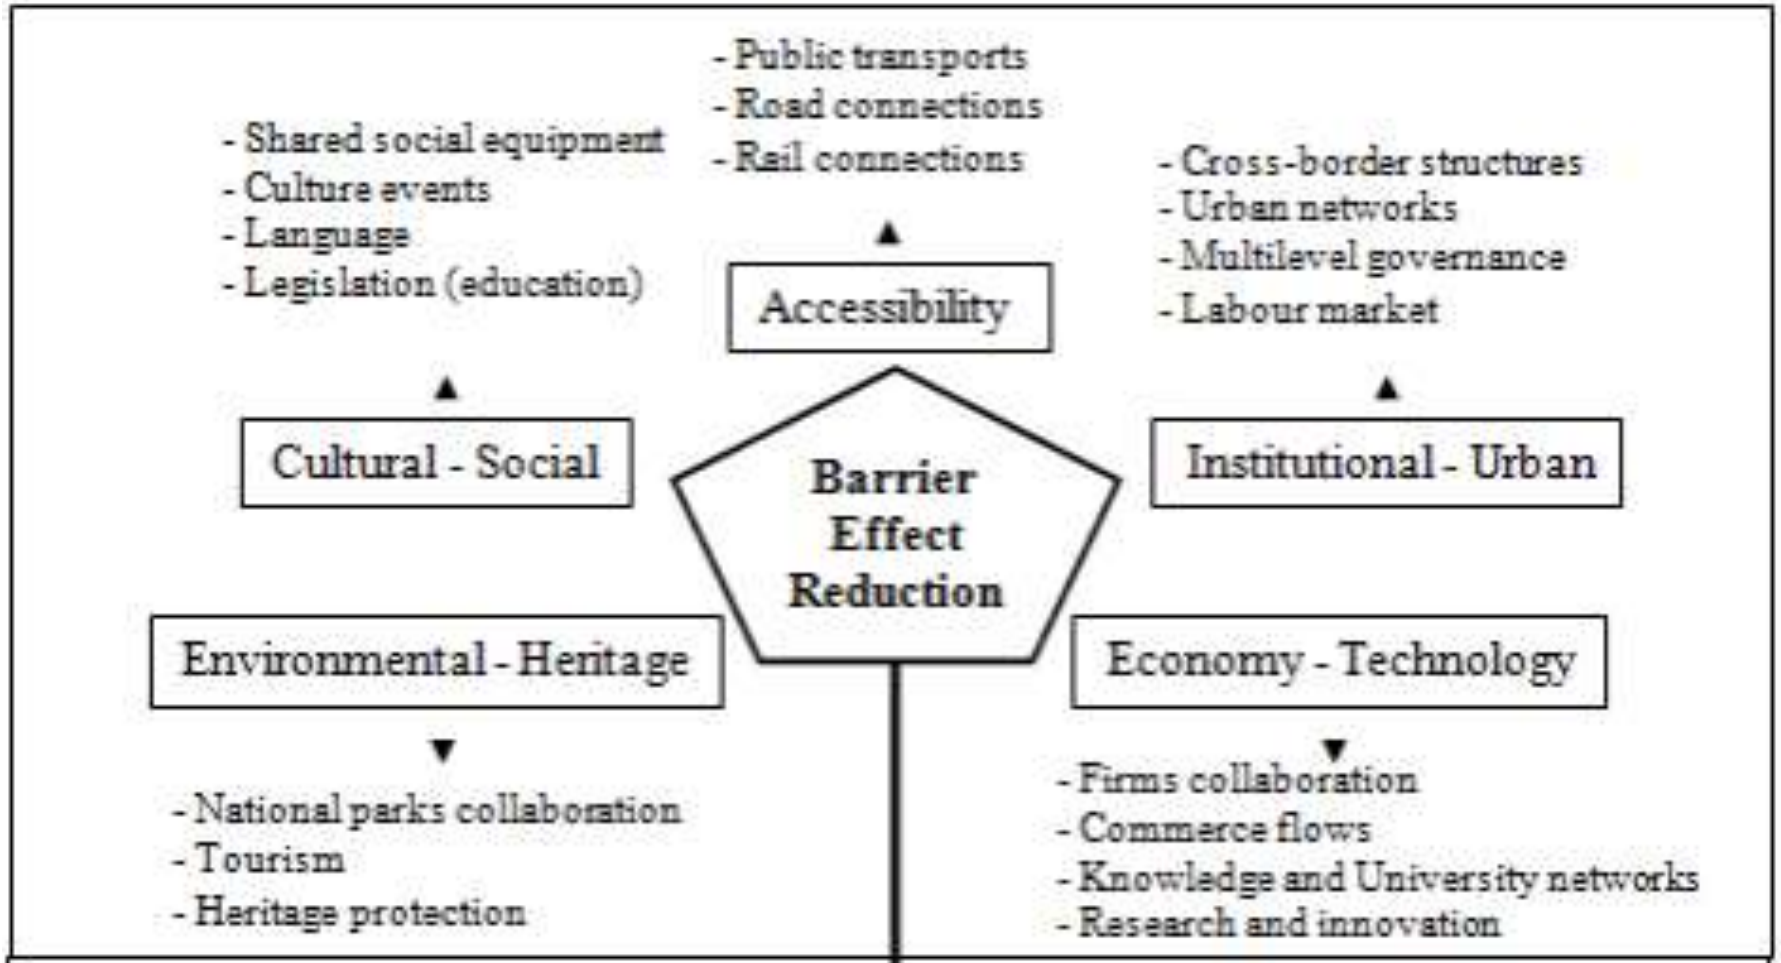 - Public transports
- Road connections
- Rail connections
- Shared social equipment
- Culture events
- Language
- Legislation (education)
- Cross-border structures
- Urban networks
- Multilevel governance
- Labour market
Accessibility
Cultural - Social
Institutional - Urban
Barrier
Effect
Reduction
Environmental - Heritage
Economy - Technology
- National parks collaboration
- Tourism
- Heritage protection
- Firms collaboration
- Commerce flows
- Knowledge and University networks
- Research and innovation